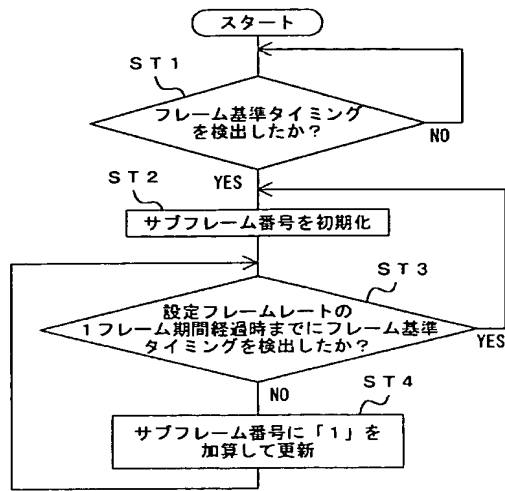 スタート
ST1
フレーム基準タイミング
を検出したか？
NO
YES
ST2
サブフレーム番号を初期化
ST3
設定フレームレートの
1フレーム期間経過時までにフレーム基準
タイミングを検出したか？
YES
NO
ST4
サブフレーム番号に「1」を
加算して更新